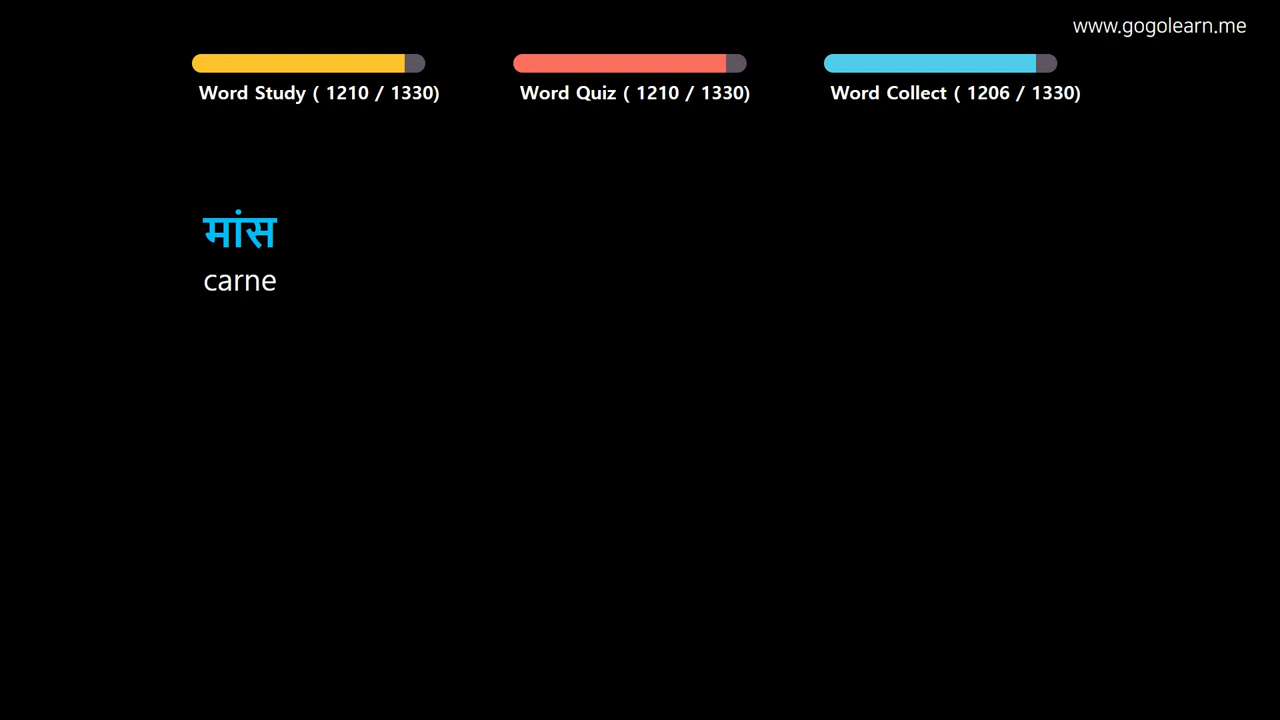 www.gogolearn.me
Word Study ( 1210 / 1330)
Word Quiz ( 1210 / 1330)
Word Collect ( 1206 / 1330)
मांस
carne